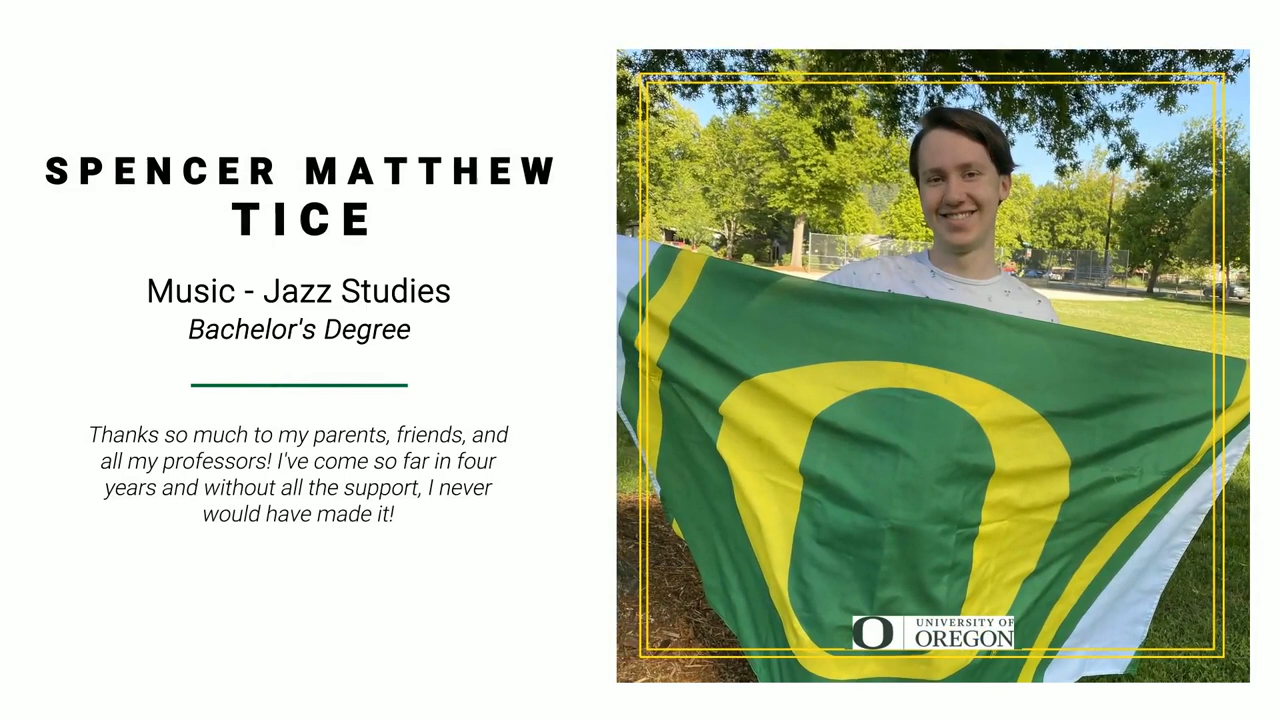 SPENCER MATTHEW
TICE
Music - Jazz Studies
Bachelor's Degree
Thanks so much to my parents, friends, and
all my professors! I've come so far in four
years and without all the support, I never
would have made it!
O
UNIVERSITY OF
OREGON